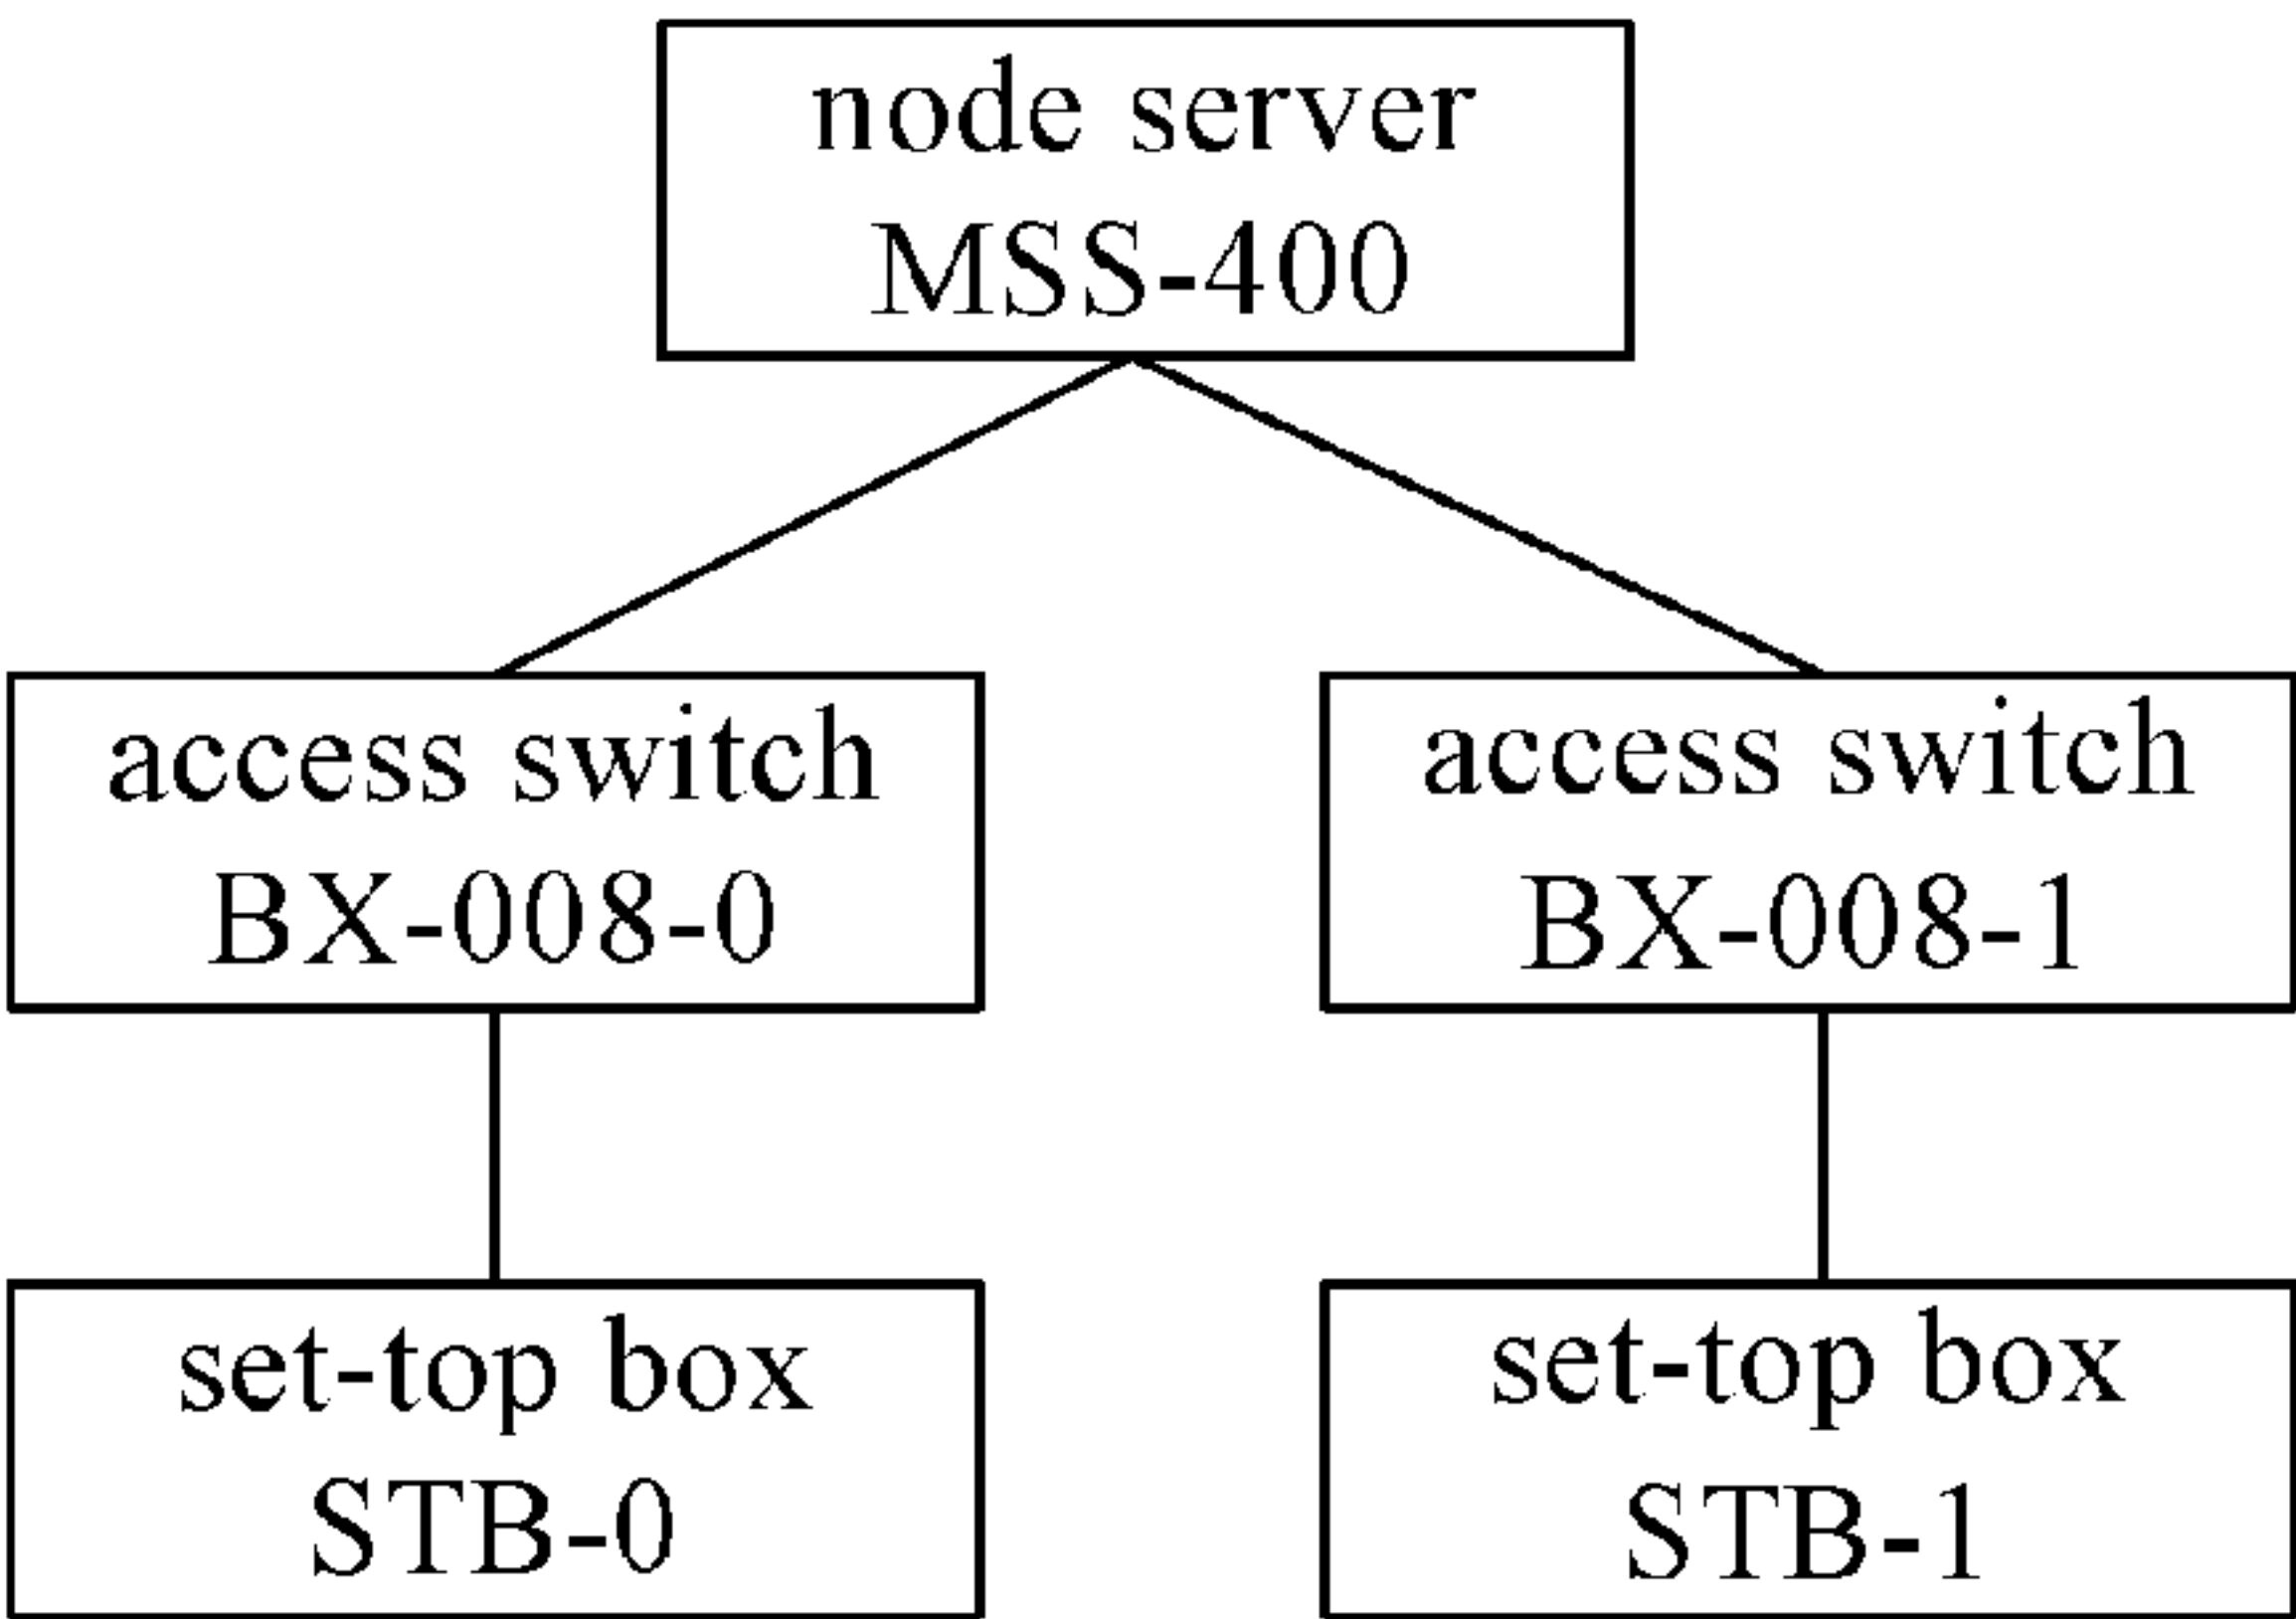 node server
MSS-400
access switch
BX-008-0
access switch
BX-008-1
set-top box
STB-0
set-top box
STB-1